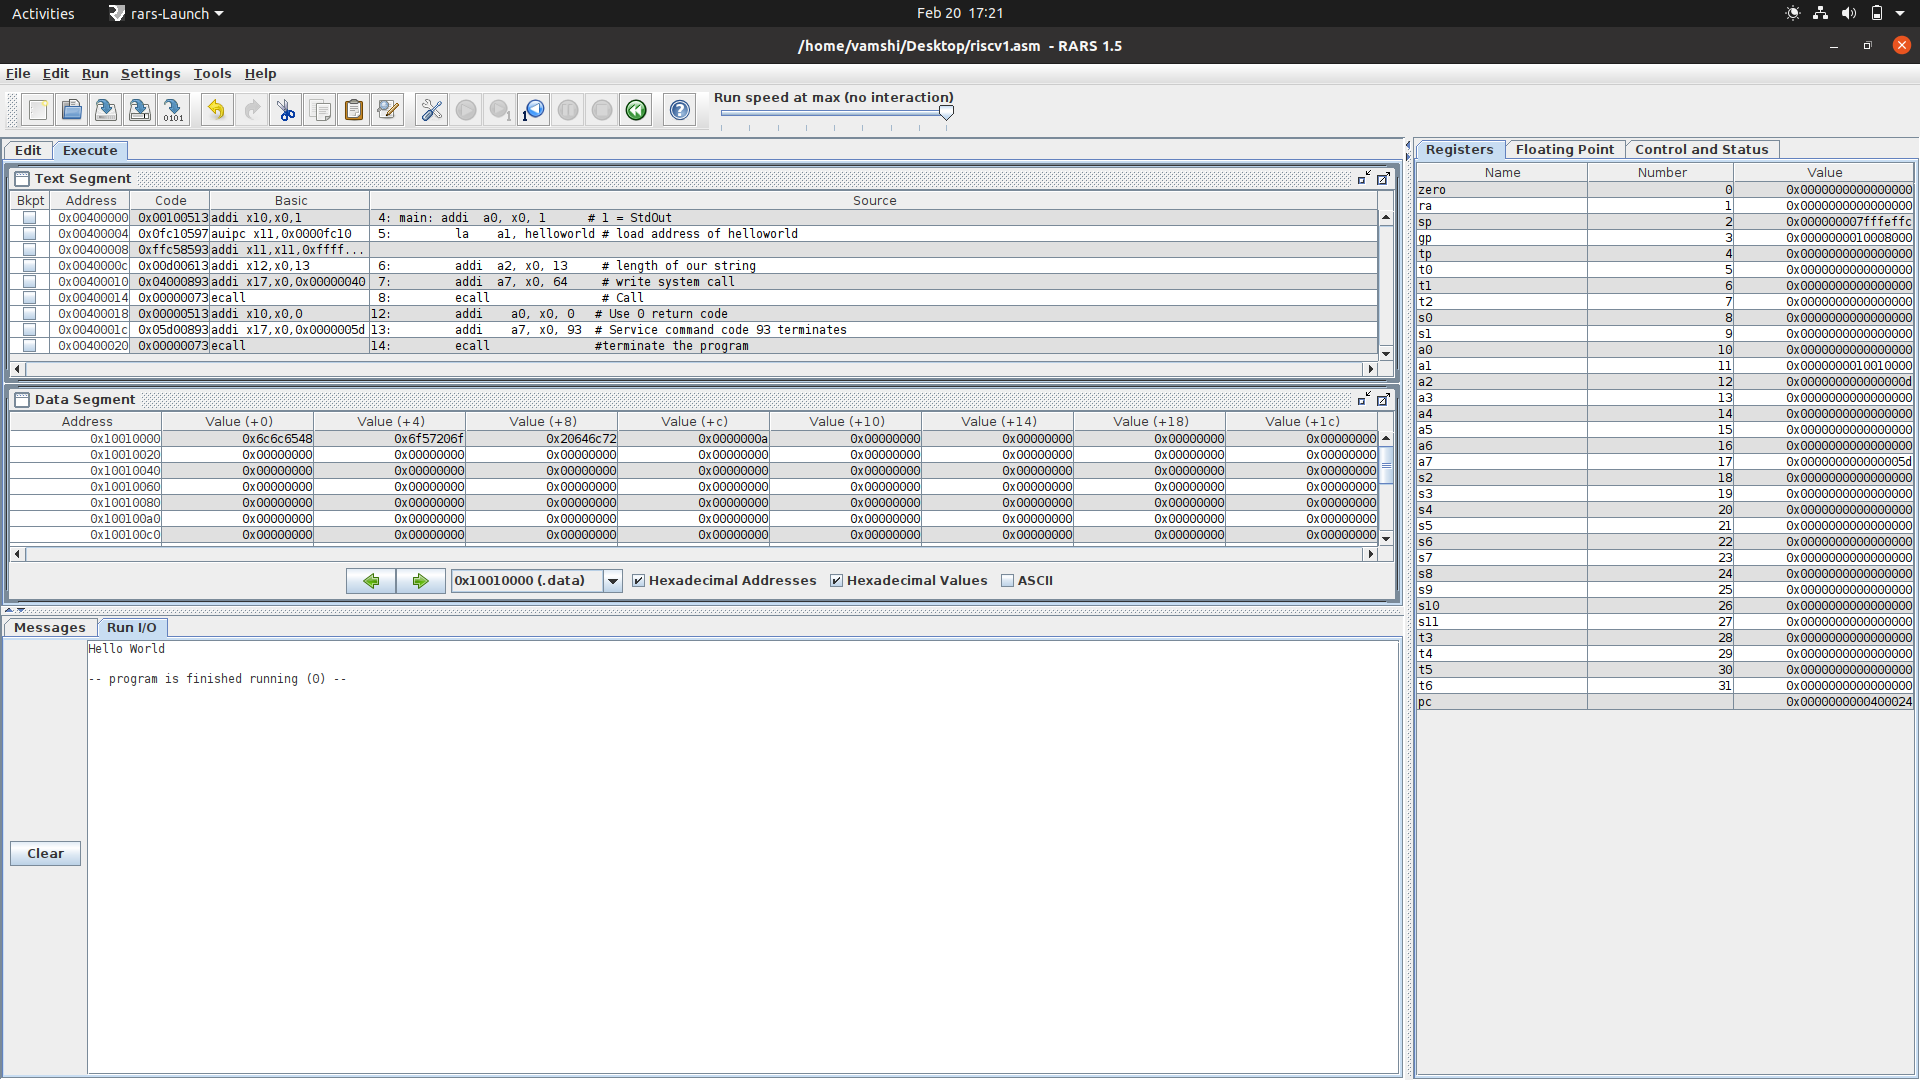 Activities rars-Launch Feb 20 17:21
/home/vamshi/Desktop/riscv1.asm - RARS 1.5
File Edit Run Settings Tools Help
Run speed at max (no interaction)
Edit Execute
Text Segment
Bkpt Address Code Basic Source
0x00400000 0x00100513 addi x10,x0,1 4: main: addi a0, x0, 1 # 1 = StdOut
0x00400004 0x0fc10597 auipc x11,0x0000fc10 5: la a1, helloworld # load address of helloworld
0x00400008 0xffc58593 addi x11,x11,0xffff...
0x0040000c 0x00d00613 addi x12,x0,13 6: addi a2, x0, 13 # length of our string
0x00400010 0x04000893 addi x17,x0,0x00000040 7: addi a7, x0, 64 # write system call
0x00400014 0x00000073 ecall 8: ecall # Call
0x00400018 0x00000513 addi x10,x0,0 12: addi a0, x0, 0 # Use 0 return code
0x0040001c 0x05d00893 addi x17,x0,0x0000005d 13: addi a7, x0, 93 # Service command code 93 terminates
0x00400020 0x00000073 ecall 14: ecall #terminate the program
Data Segment
Address Value (+0) Value (+4) Value (+8) Value (+c) Value (+10) Value (+14) Value (+18) Value (+1c)
0x10010000 0x6c6c6548 0x6f57206f 0x20646c72 0x0000000a 0x00000000 0x00000000 0x00000000 0x00000000
0x10010020 0x00000000 0x00000000 0x00000000 0x00000000 0x00000000 0x00000000 0x00000000 0x00000000
0x10010040 0x00000000 0x00000000 0x00000000 0x00000000 0x00000000 0x00000000 0x00000000 0x00000000
0x10010060 0x00000000 0x00000000 0x00000000 0x00000000 0x00000000 0x00000000 0x00000000 0x00000000
0x10010080 0x00000000 0x00000000 0x00000000 0x00000000 0x00000000 0x00000000 0x00000000 0x00000000
0x100100a0 0x00000000 0x00000000 0x00000000 0x00000000 0x00000000 0x00000000 0x00000000 0x00000000
0x100100c0 0x00000000 0x00000000 0x00000000 0x00000000 0x00000000 0x00000000 0x00000000 0x00000000
0x10010000 (.data) Hexadecimal Addresses Hexadecimal Values ASCII
Messages Run I/O
Hello World
-- program is finished running (0) --
Clear
Registers Floating Point Control and Status
Name Number Value
zero 0 0x0000000000000000
ra 1 0x0000000000000000
sp 2 0x000000007fffeffc
gp 3 0x0000000010008000
tp 4 0x0000000000000000
t0 5 0x0000000000000000
t1 6 0x0000000000000000
t2 7 0x0000000000000000
s0 8 0x0000000000000000
s1 9 0x0000000000000000
a0 10 0x0000000000000000
a1 11 0x0000000010010000
a2 12 0x000000000000000d
a3 13 0x0000000000000000
a4 14 0x0000000000000000
a5 15 0x0000000000000000
a6 16 0x0000000000000000
a7 17 0x000000000000005d
s2 18 0x0000000000000000
s3 19 0x0000000000000000
s4 20 0x0000000000000000
s5 21 0x0000000000000000
s6 22 0x0000000000000000
s7 23 0x0000000000000000
s8 24 0x0000000000000000
s9 25 0x0000000000000000
s10 26 0x0000000000000000
s11 27 0x0000000000000000
t3 28 0x0000000000000000
t4 29 0x0000000000000000
t5 30 0x0000000000000000
t6 31 0x0000000000000000
pc 0x0000000000400024